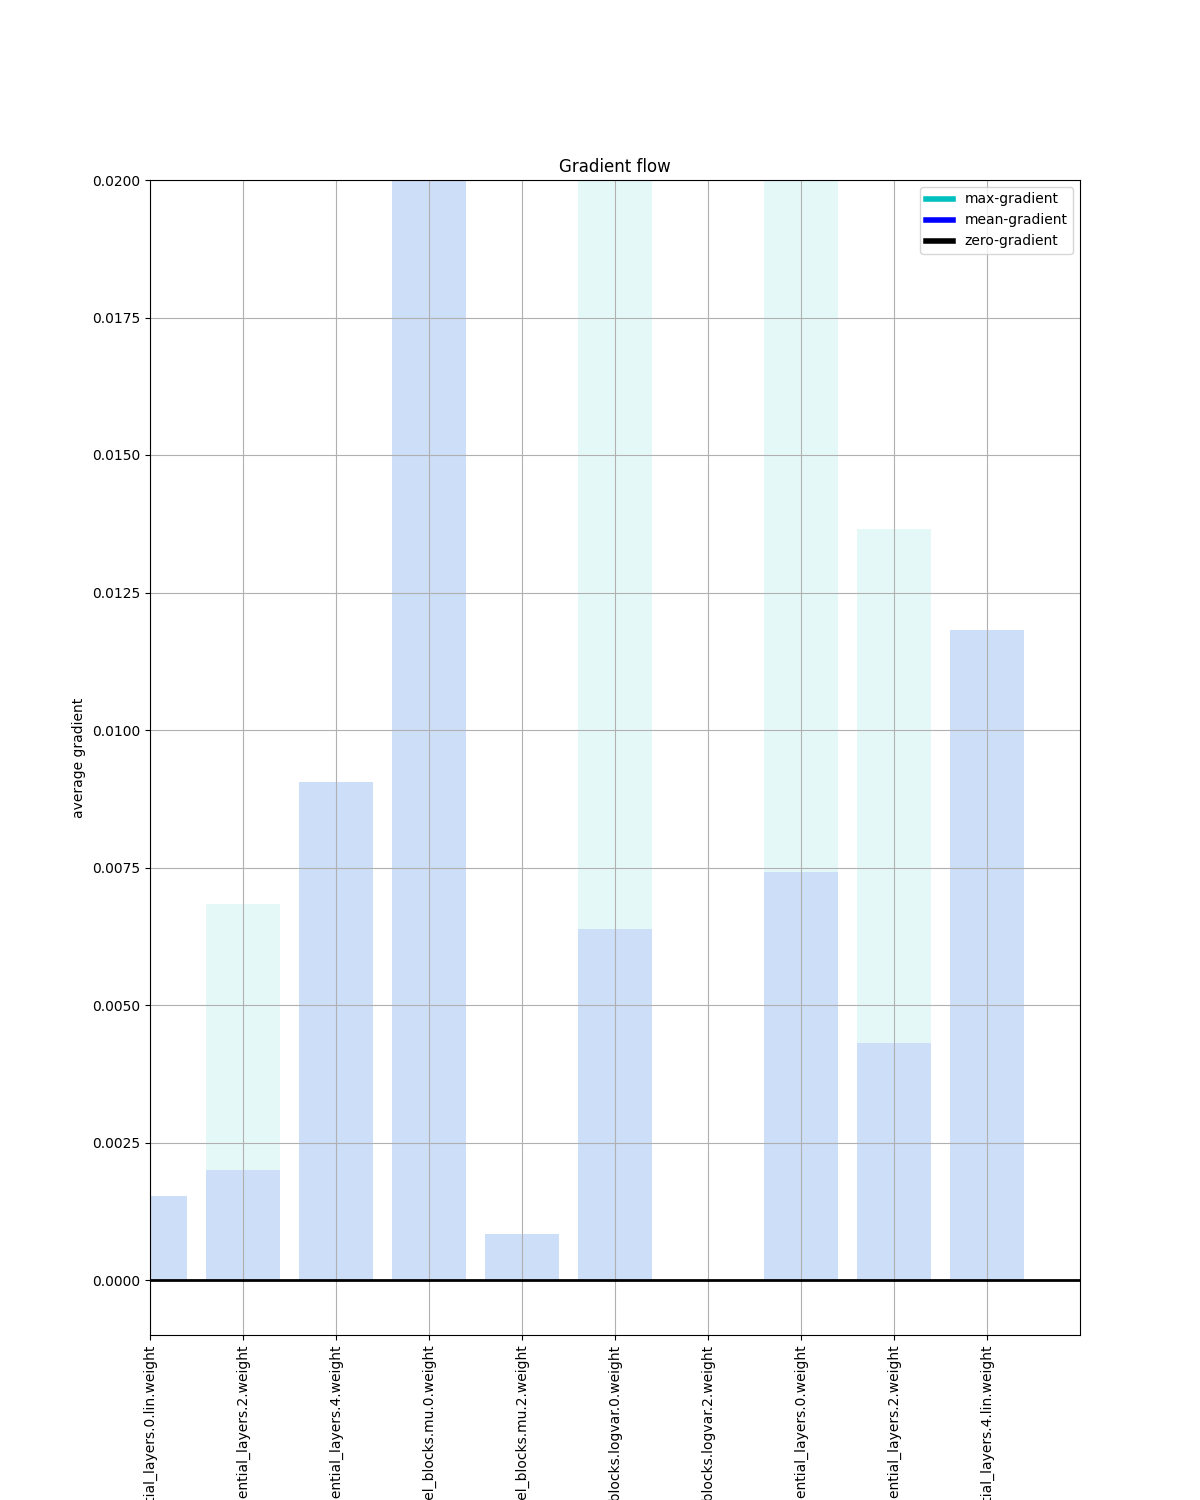 Gradient flow
max-gradient
mean-gradient
zero-gradient
0.0200
0.0175
0.0150
0.0125
0.0100
0.0075
0.0050
0.0025
0.0000
average gradient
tial_layers.0.lin.weight
ential_layers.2.weight
ential_layers.4.weight
el_blocks.mu.0.weight
el_blocks.mu.2.weight
blocks.logvar.0.weight
blocks.logvar.2.weight
ential_layers.0.weight
ential_layers.2.weight
tial_layers.4.lin.weight